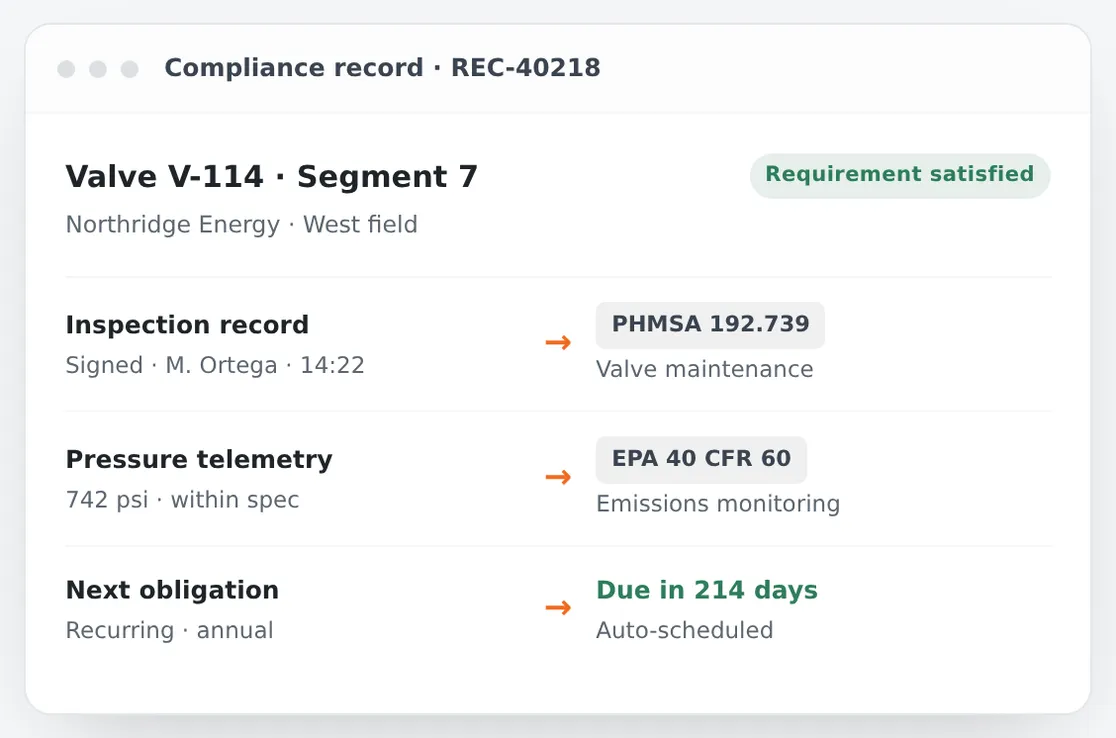 Compliance record · REC-40218
Valve V-114 · Segment 7
Requirement satisfied
Northridge Energy · West field
Inspection record
Signed · M. Ortega · 14:22
→
PHMSA 192.739
Valve maintenance
Pressure telemetry
742 psi · within spec
→
EPA 40 CFR 60
Emissions monitoring
Next obligation
Recurring · annual
→
Due in 214 days
Auto-scheduled